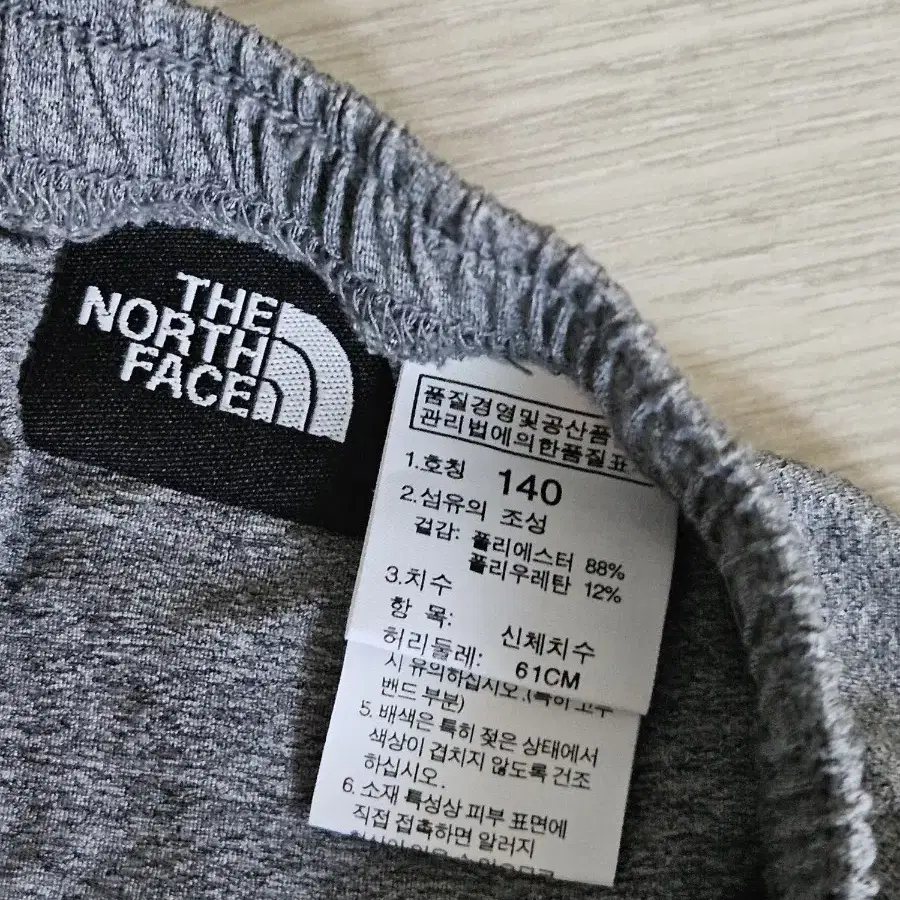 THE
NORTH
FACE
품질경영및공산품
관리법에의한품질표
1.호칭 140
2.섬유의 조성
겉감: 폴리에스터 88%
폴리우레탄 12%
3.치수
항 목: 신체치수
허리둘레: 61CM
시 유의하십시오.(특히 고무
밴드 부분)
5. 배색은 특히 젖은 상태에서
색상이 겹치지 않도록 건조
하십시오.
6. 소재 특성상 피부 표면에
직접 접촉하면 알러지